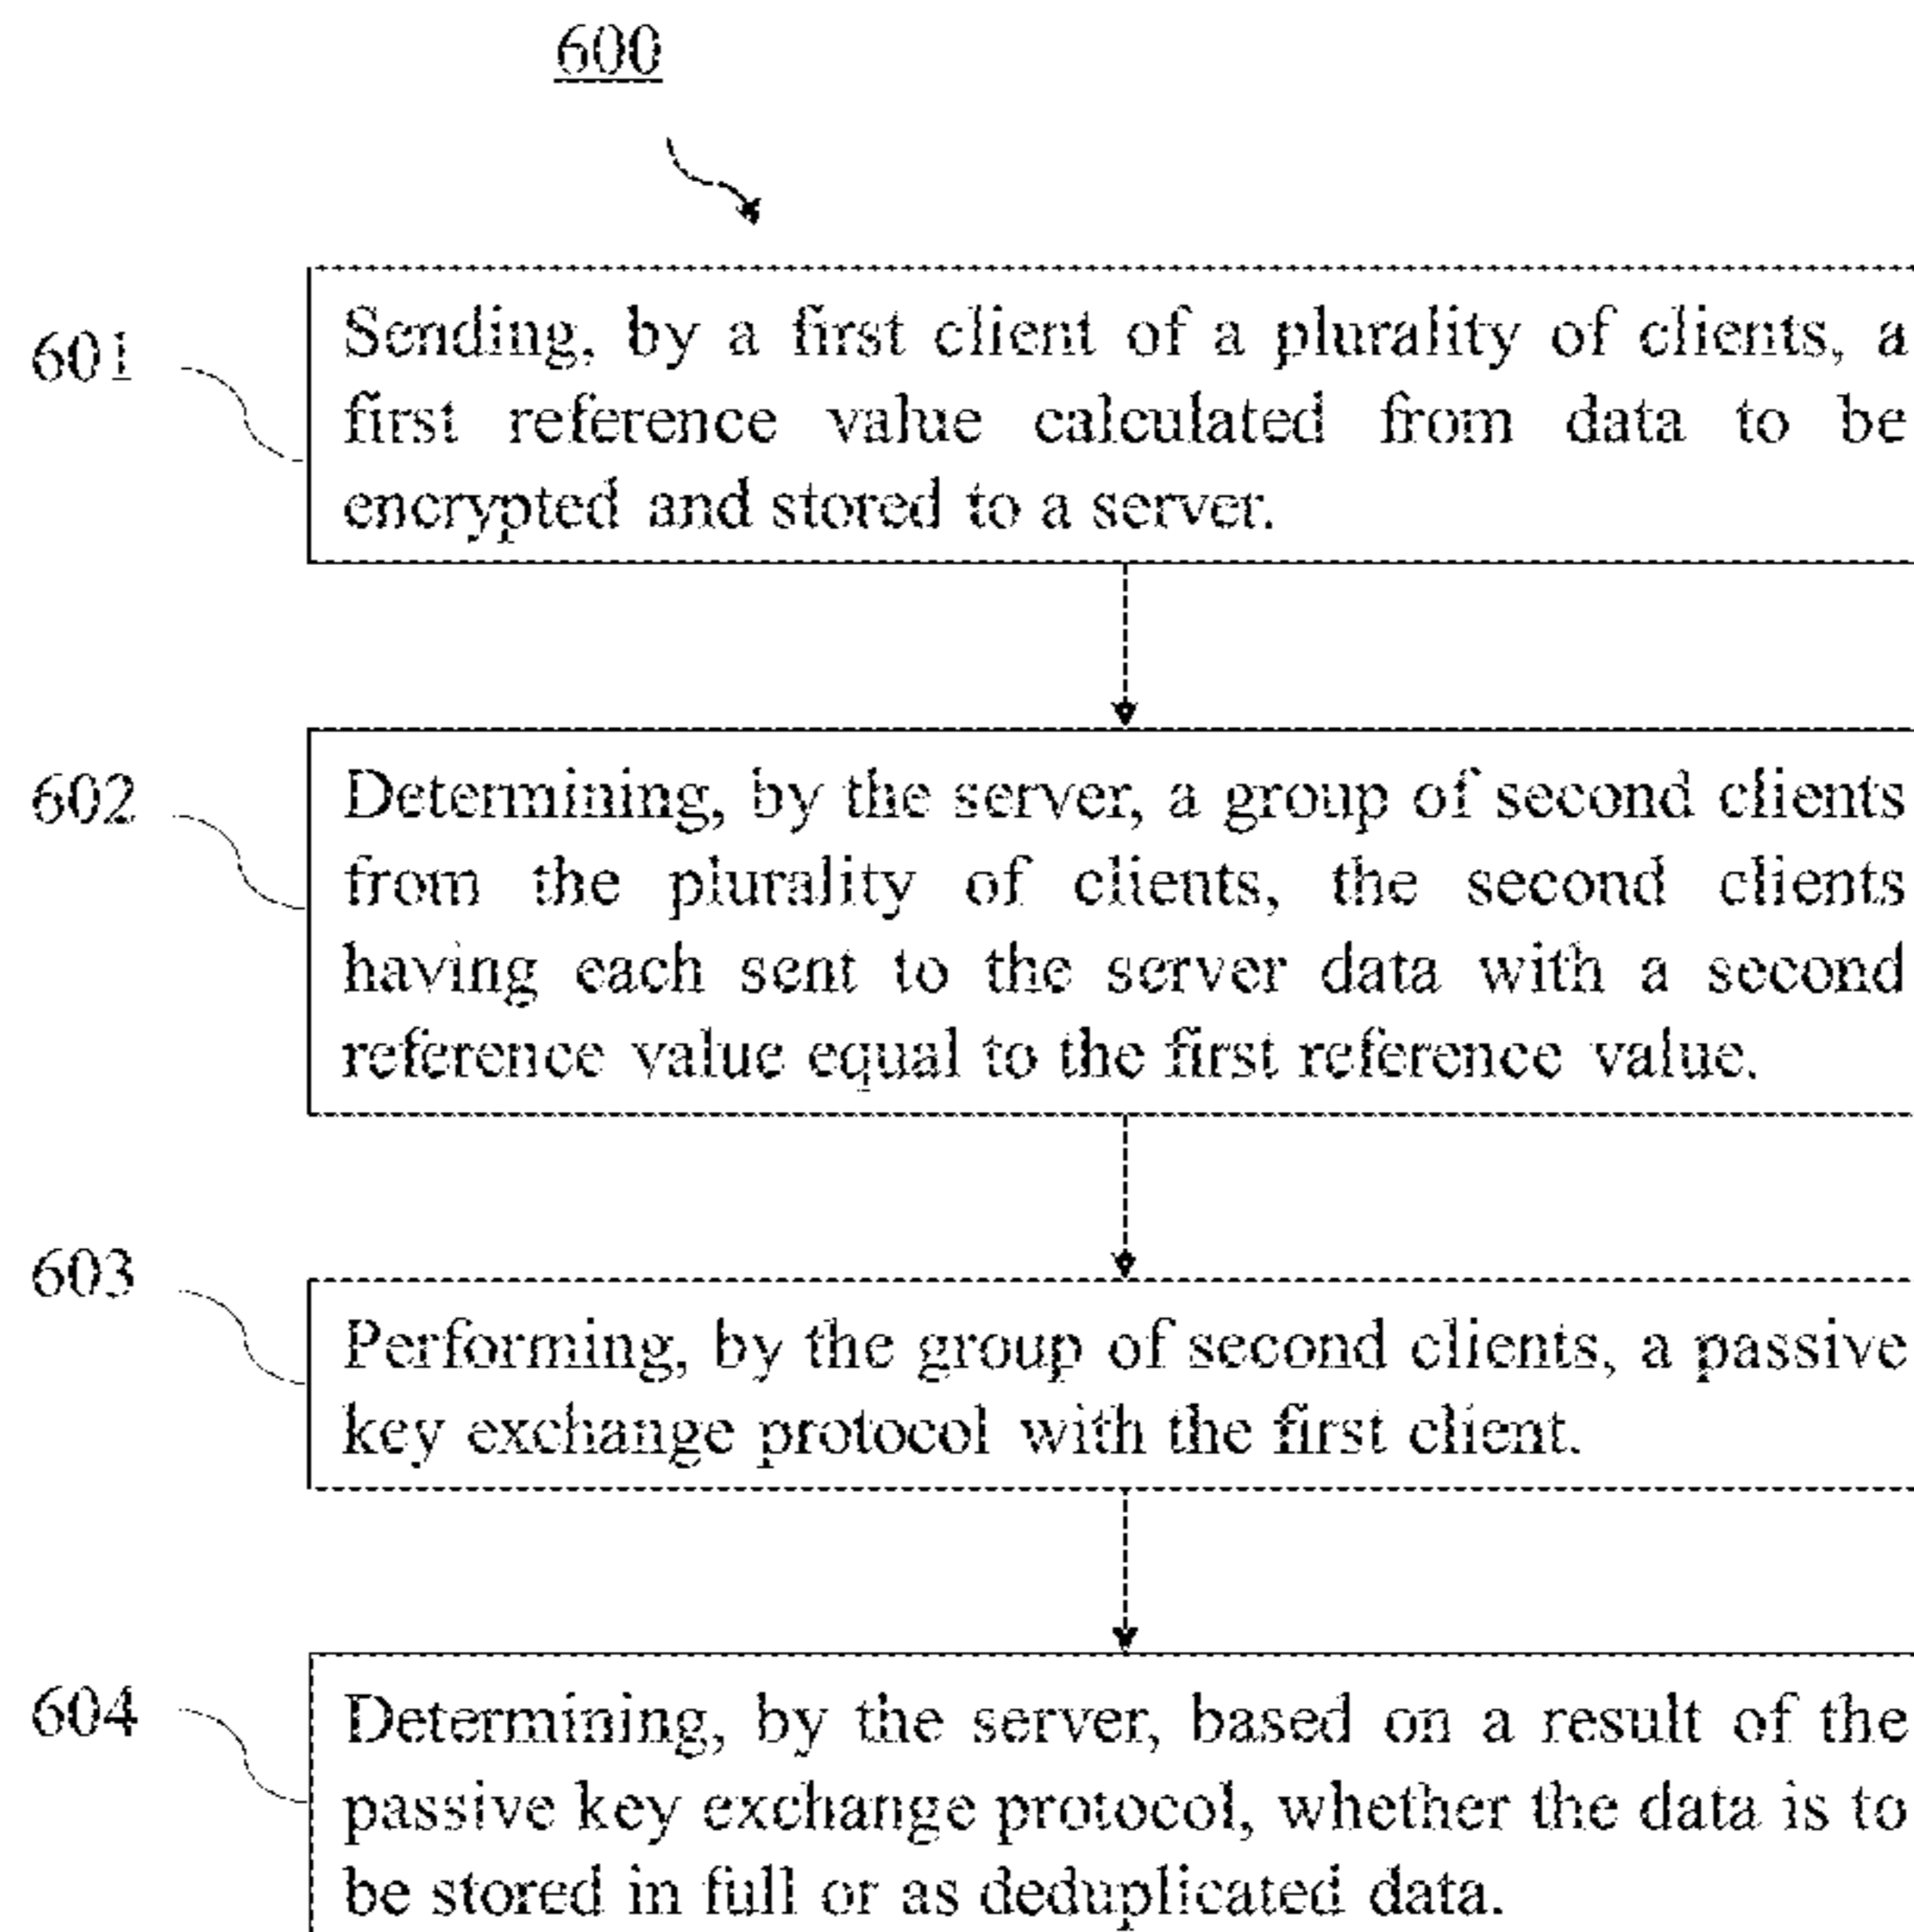 600
601
Sending, by a first client of a plurality of clients, a
first reference value calculated from data to be
encrypted and stored to a server.
602
Determining, by the server, a group of second clients
from the plurality of clients, the second clients
having each sent to the server data with a second
reference value equal to the first reference value.
603
Performing, by the group of second clients, a passive
key exchange protocol with the first client.
604
Determining, by the server, based on a result of the
passive key exchange protocol, whether the data is to
be stored in full or as deduplicated data.